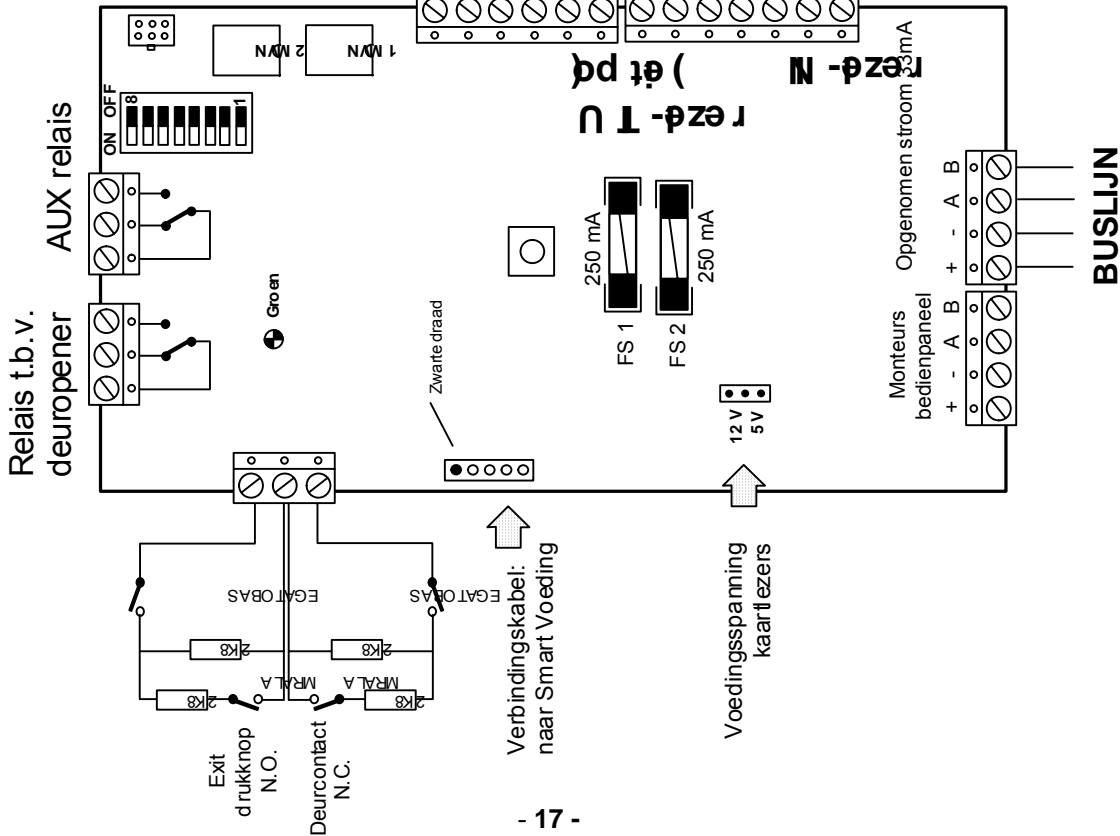 Relais t.b.v.
deuropener
AUX relais
ON OFF
8
1
NVM 2
NVM 1
Groen
Zwarte draad
250 mA
FS 1
250 mA
FS 2
12 V
5 V
Opgenomen stroom 33mA
+ - A B
Monteurs
bedienpaneel
+ - A B
BUSLIJN
SABOTAGE
SABOTAGE
2K8
2K8
2K8
2K8
ALARM
ALARM
Exit
drukknop
N.O.
Deurcontact
N.C.
Verbindingskabel:
naar Smart Voeding
Voedingsspanning
kaartlezers
- 17 -